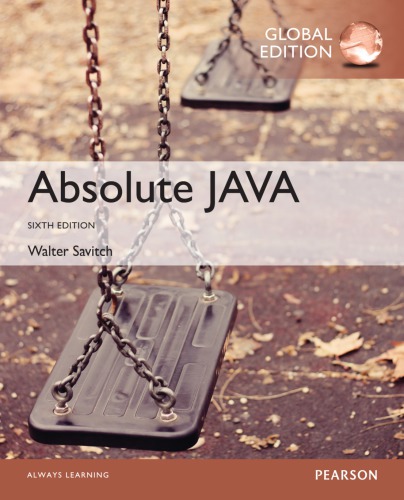 GLOBAL
EDITION
Absolute JAVA
SIXTH EDITION
Walter Savitch
ALWAYS LEARNING
PEARSON